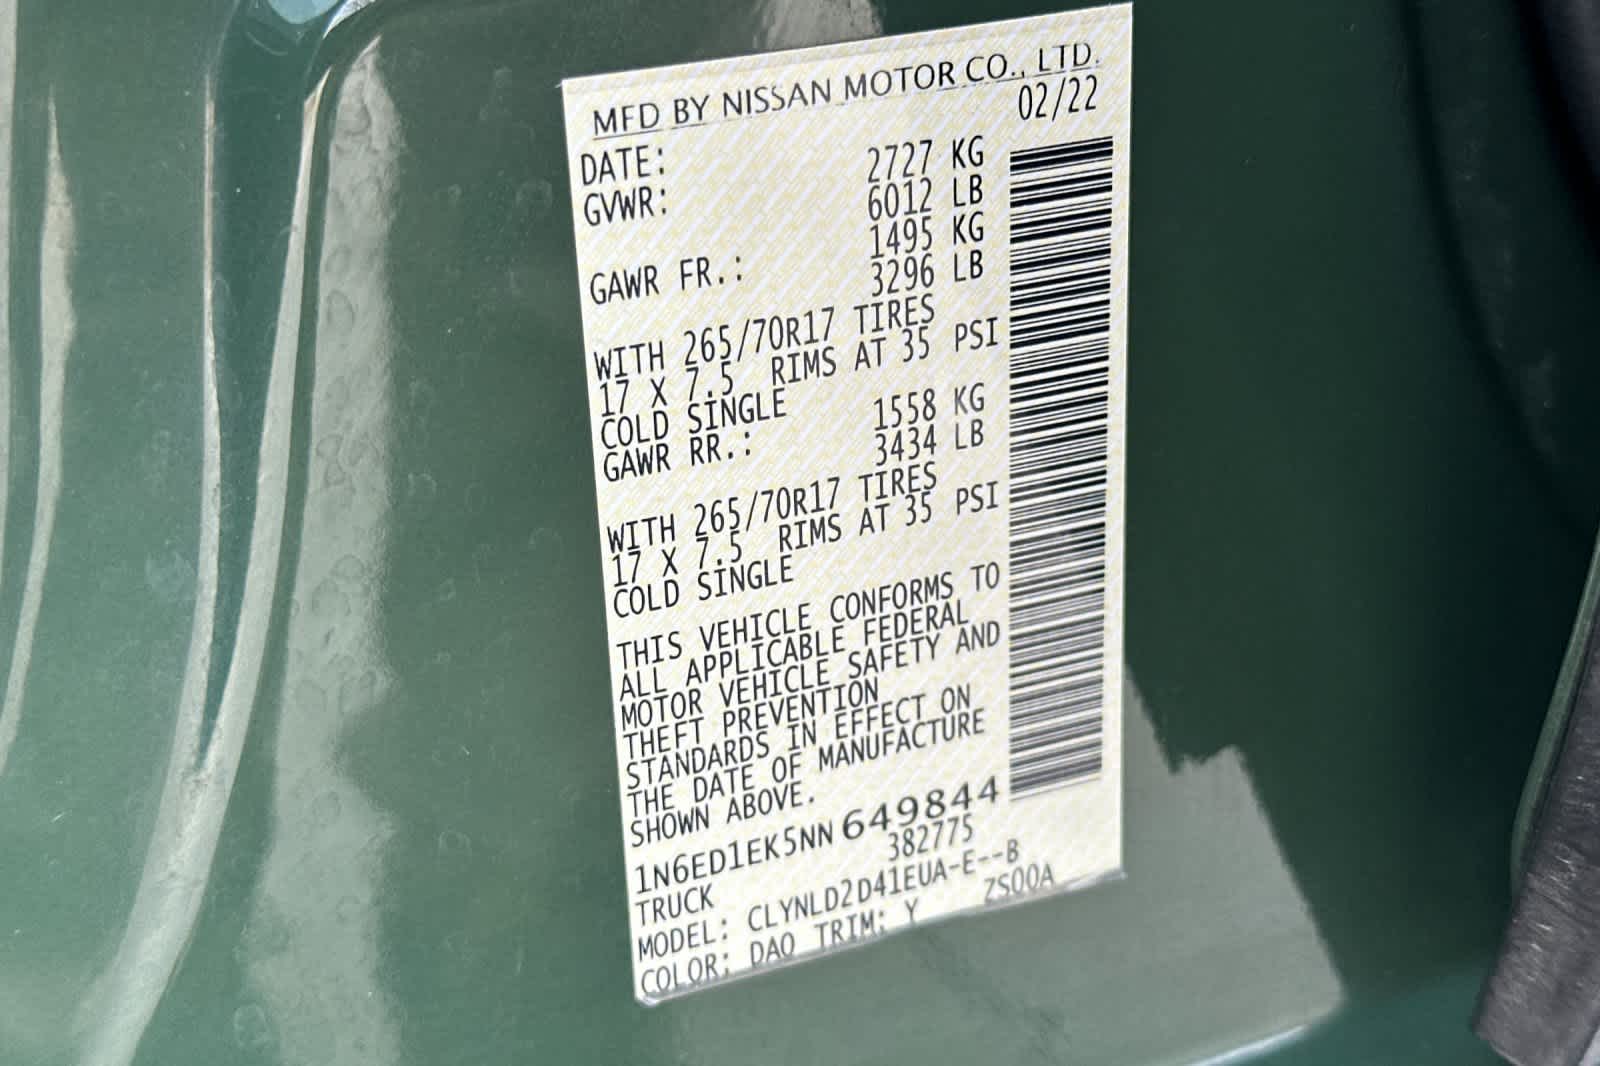 MFD BY NISSAN MOTOR CO., LTD.
DATE: 02/22
GVWR: 2727 KG
6012 LB
GAWR FR.: 1495 KG
3296 LB
WITH 265/70R17 TIRES
17 X 7.5 RIMS AT 35 PSI
COLD SINGLE
GAWR RR.: 1558 KG
3434 LB
WITH 265/70R17 TIRES
17 X 7.5 RIMS AT 35 PSI
COLD SINGLE
THIS VEHICLE CONFORMS TO
ALL APPLICABLE FEDERAL
MOTOR VEHICLE SAFETY AND
THEFT PREVENTION
STANDARDS IN EFFECT ON
THE DATE OF MANUFACTURE
SHOWN ABOVE.
1N6ED1EK5NN649844
TRUCK 382775
MODEL: CLYNLD2D41EUA-E--B
COLOR: DAQ TRIM: Y ZS00A